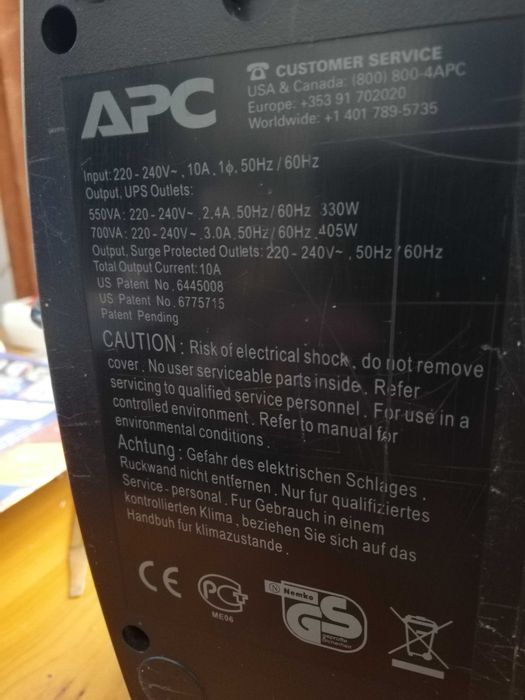 APC
☎ CUSTOMER SERVICE
USA & Canada: (800) 800-4APC
Europe: +353 91 702020
Worldwide: +1 401 789-5735
Input: 220 - 240V~ , 10A, 1ϕ, 50Hz / 60Hz
Output, UPS Outlets:
550VA : 220 - 240V~ , 2.4A, 50Hz / 60Hz, 330W
700VA : 220 - 240V~ , 3.0A, 50Hz / 60Hz, 405W
Output, Surge Protected Outlets: 220 - 240V~ , 50Hz / 60Hz
Total Output Current: 10A
US Patent No. 6445008
US Patent No. 6775715
Patent Pending
CAUTION : Risk of electrical shock , do not remove
cover . No user serviceable parts inside . Refer
servicing to qualified service personnel . For use in a
controlled environment . Refer to manual for
environmental conditions .
Achtung : Gefahr des elektrischen Schlages .
Ruckwand nicht entfernen . Nur fur qualifiziertes
Service - personal . Fur Gebrauch in einem
kontrollierten Klima , beziehen Sie sich auf das
Handbuh fur klimazustande .
CE
PCT
ME06
N Nemko
GS
geprüfte
Sicherheit